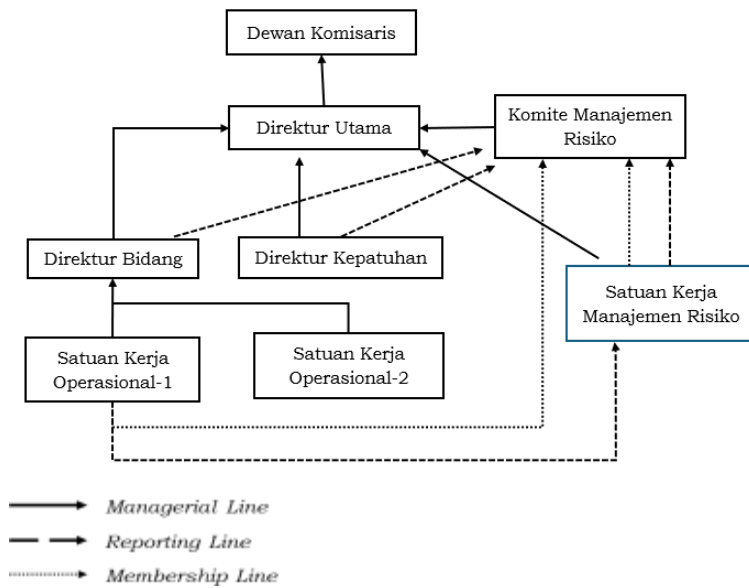 Dewan Komisaris
Direktur Utama
Komite Manajemen
Risiko
Direktur Bidang
Direktur Kepatuhan
Satuan Kerja
Manajemen Risiko
Satuan Kerja
Operasional-1
Satuan Kerja
Operasional-2
Managerial Line
Reporting Line
Membership Line